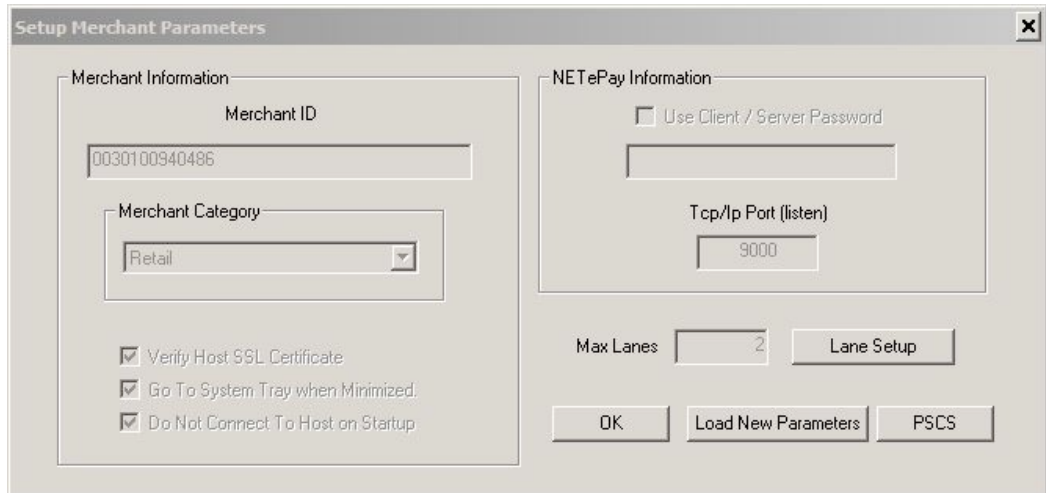 Setup Merchant Parameters
Merchant Information
Merchant ID
0030100940486
Merchant Category
Retail
Verify Host SSL Certificate
Go To System Tray when Minimized.
Do Not Connect To Host on Startup
NETePay Information
Use Client / Server Password
Tcp/Ip Port (listen)
9000
Max Lanes 2 Lane Setup
OK Load New Parameters PSCS